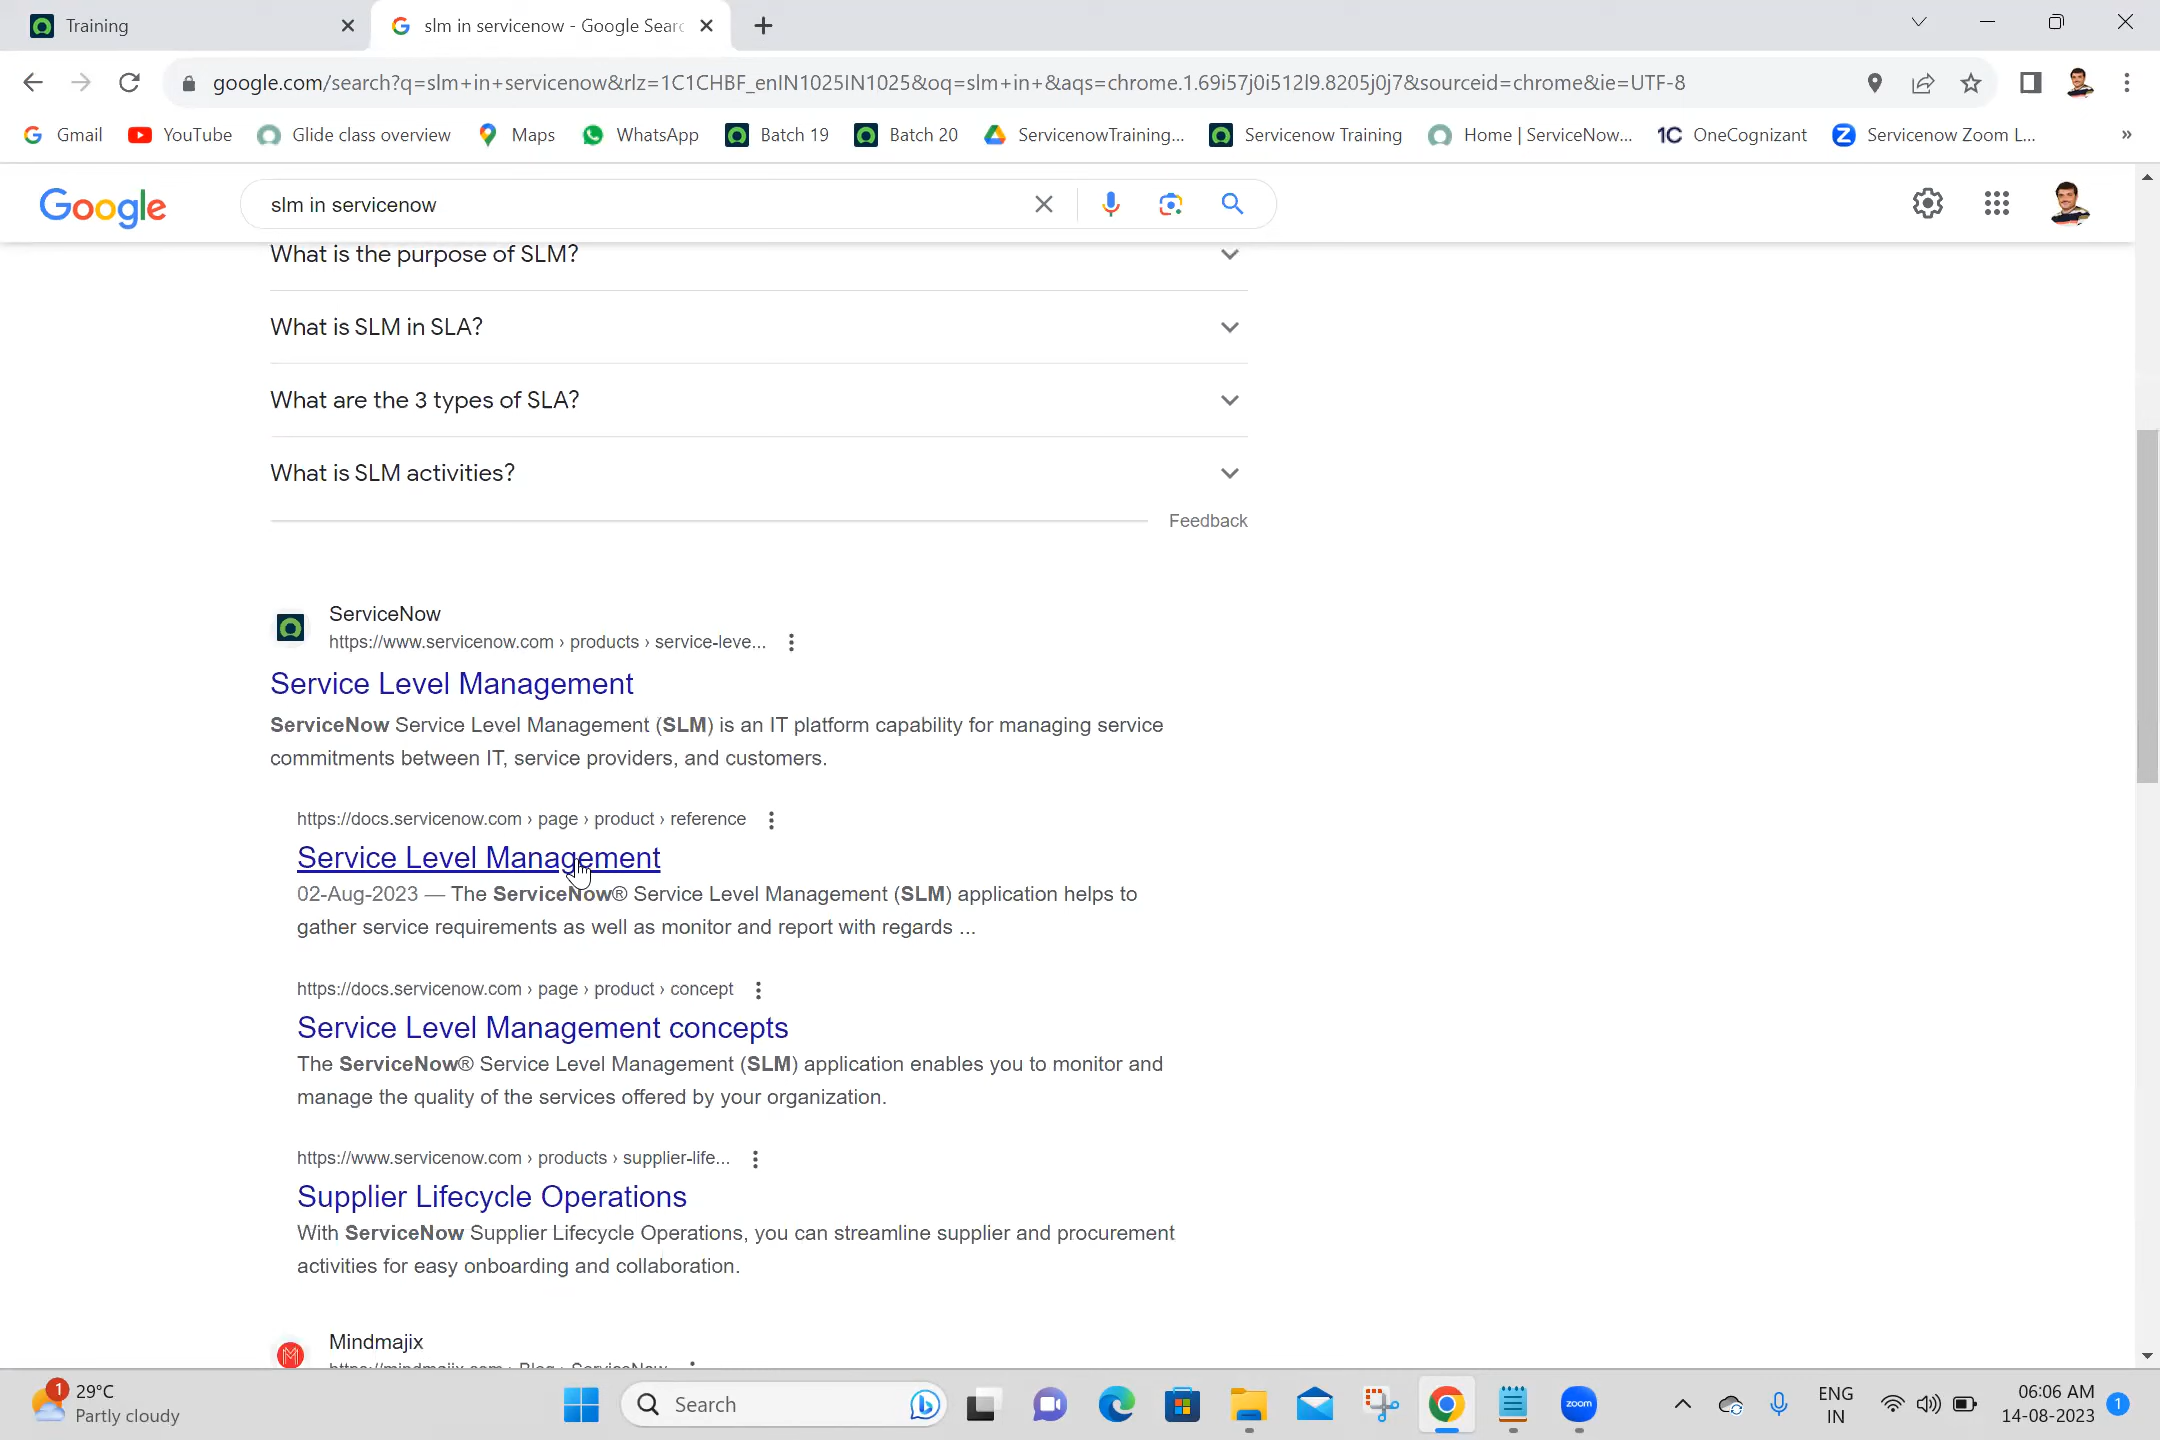 Training
slm in servicenow - Google Searc
google.com/search?q=slm+in+servicenow&rlz=1C1CHBF_enIN1025IN1025&oq=slm+in+&aqs=chrome.1.69i57j0i512l9.8205j0j7&sourceid=chrome&ie=UTF-8
Gmail YouTube Glide class overview Maps WhatsApp Batch 19 Batch 20 ServicenowTraining... Servicenow Training Home | ServiceNow... 1C OneCognizant Servicenow Zoom L... »
Google
slm in servicenow
What is the purpose of SLM?
What is SLM in SLA?
What are the 3 types of SLA?
What is SLM activities?
Feedback
ServiceNow
https://www.servicenow.com › products › service-leve...
Service Level Management
ServiceNow Service Level Management (SLM) is an IT platform capability for managing service
commitments between IT, service providers, and customers.
https://docs.servicenow.com › page › product › reference
Service Level Management
02-Aug-2023 — The ServiceNow® Service Level Management (SLM) application helps to
gather service requirements as well as monitor and report with regards ...
https://docs.servicenow.com › page › product › concept
Service Level Management concepts
The ServiceNow® Service Level Management (SLM) application enables you to monitor and
manage the quality of the services offered by your organization.
https://www.servicenow.com › products › supplier-life...
Supplier Lifecycle Operations
With ServiceNow Supplier Lifecycle Operations, you can streamline supplier and procurement
activities for easy onboarding and collaboration.
Mindmajix
https://mindmajix.com › Blog › ServiceNow
1
29°C
Partly cloudy
Search
zoom
ENG
IN
06:06 AM
14-08-2023
1